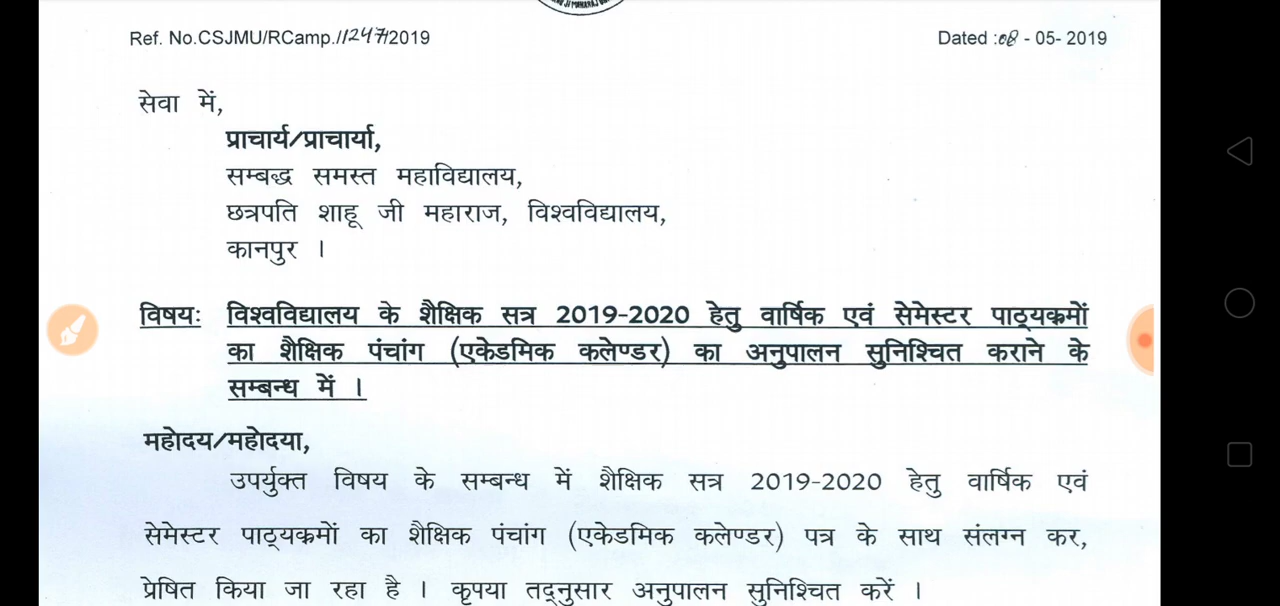 Ref. No.CSJMU/RCamp.//1247/2019
Dated :08 - 05- 2019
सेवा में,
प्राचार्य/प्राचार्या,
सम्बद्ध समस्त महाविद्यालय,
छत्रपति शाहू जी महाराज, विश्वविद्यालय,
कानपुर ।
विषयः विश्वविद्यालय के शैक्षिक सत्र 2019-2020 हेतु वार्षिक एवं सेमेस्टर पाठ्यक्रमों
का शैक्षिक पंचांग (एकेडमिक कलेण्डर) का अनुपालन सुनिश्चित कराने के
सम्बन्ध में ।
महोदय/महोदया,
उपर्युक्त विषय के सम्बन्ध में शैक्षिक सत्र 2019-2020 हेतु वार्षिक एवं
सेमेस्टर पाठ्यक्रमों का शैक्षिक पंचांग (एकेडमिक कलेण्डर) पत्र के साथ संलग्न कर,
प्रेषित किया जा रहा है । कृपया तद्नुसार अनुपालन सुनिश्चित करें ।